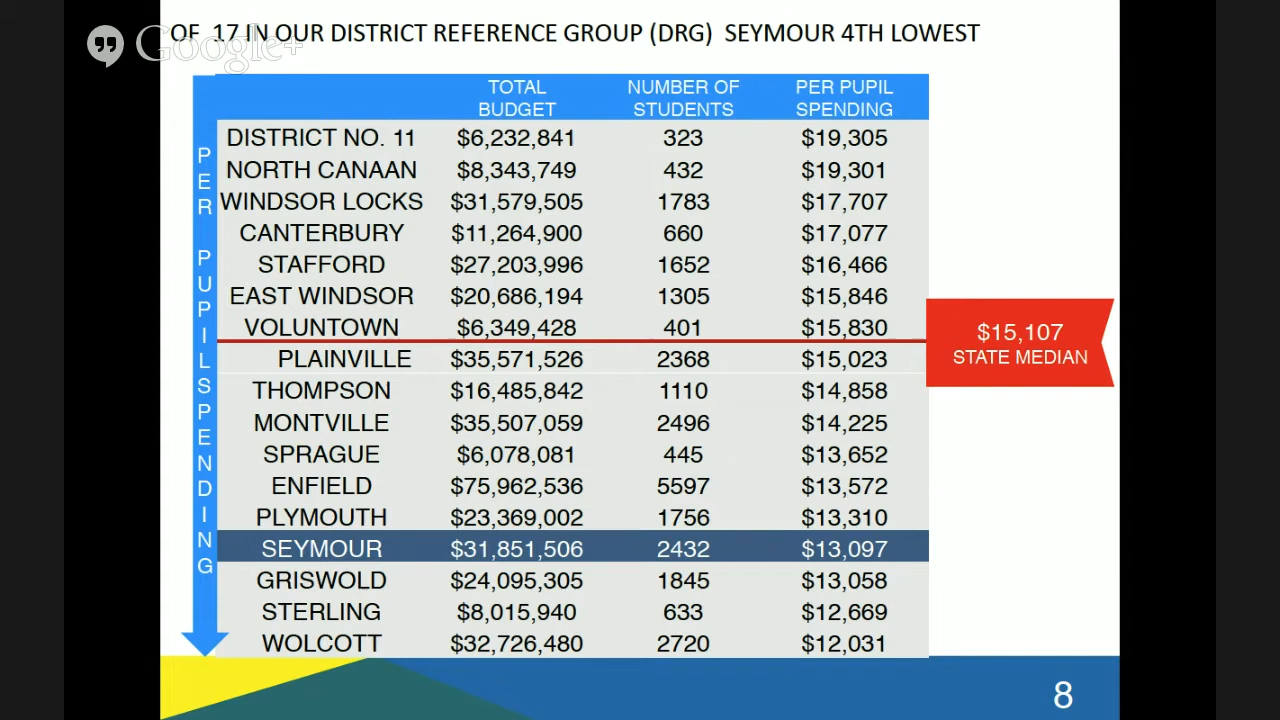 Google+
OF 17 IN OUR DISTRICT REFERENCE GROUP (DRG) SEYMOUR 4TH LOWEST
TOTAL BUDGET NUMBER OF STUDENTS PER PUPIL SPENDING
PER PUPIL SPENDING
DISTRICT NO. 11 $6,232,841 323 $19,305
NORTH CANAAN $8,343,749 432 $19,301
WINDSOR LOCKS $31,579,505 1783 $17,707
CANTERBURY $11,264,900 660 $17,077
STAFFORD $27,203,996 1652 $16,466
EAST WINDSOR $20,686,194 1305 $15,846
VOLUNTOWN $6,349,428 401 $15,830
$15,107
STATE MEDIAN
PLAINVILLE $35,571,526 2368 $15,023
THOMPSON $16,485,842 1110 $14,858
MONTVILLE $35,507,059 2496 $14,225
SPRAGUE $6,078,081 445 $13,652
ENFIELD $75,962,536 5597 $13,572
PLYMOUTH $23,369,002 1756 $13,310
SEYMOUR $31,851,506 2432 $13,097
GRISWOLD $24,095,305 1845 $13,058
STERLING $8,015,940 633 $12,669
WOLCOTT $32,726,480 2720 $12,031
8